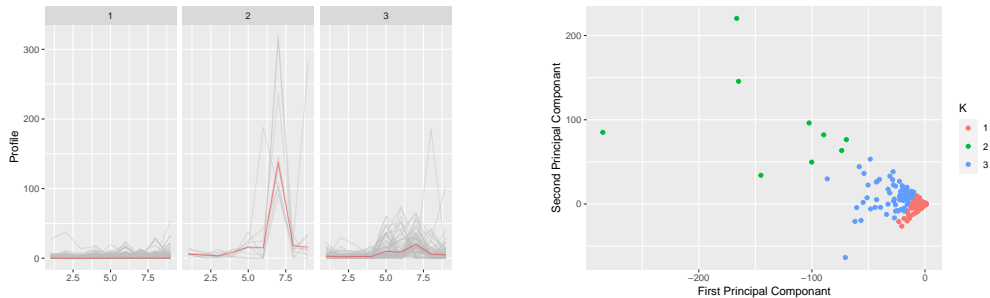 1 2 3
300
200
100
0
Profile
2.5 5.0 7.5 2.5 5.0 7.5 2.5 5.0 7.5
200
100
0
Second Principal Component
−200 −100 0
First Principal Componant
K
1
2
3